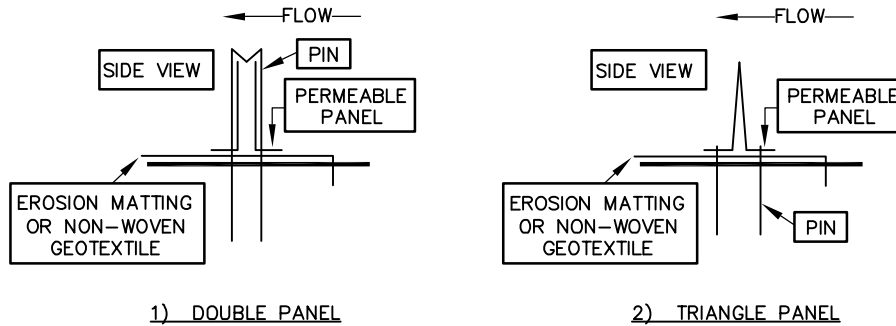 FLOW
SIDE VIEW
PIN
PERMEABLE
PANEL
EROSION MATTING
OR NON-WOVEN
GEOTEXTILE
1) DOUBLE PANEL
FLOW
SIDE VIEW
PERMEABLE
PANEL
EROSION MATTING
OR NON-WOVEN
GEOTEXTILE
PIN
2) TRIANGLE PANEL